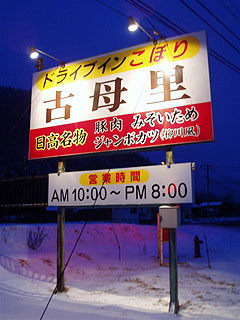 ドライブインこぼり
古母里
日高名物
豚肉 みそいため
ジャンボカツ(柳川風)
営業時間
AM 10:00～PM 8:00